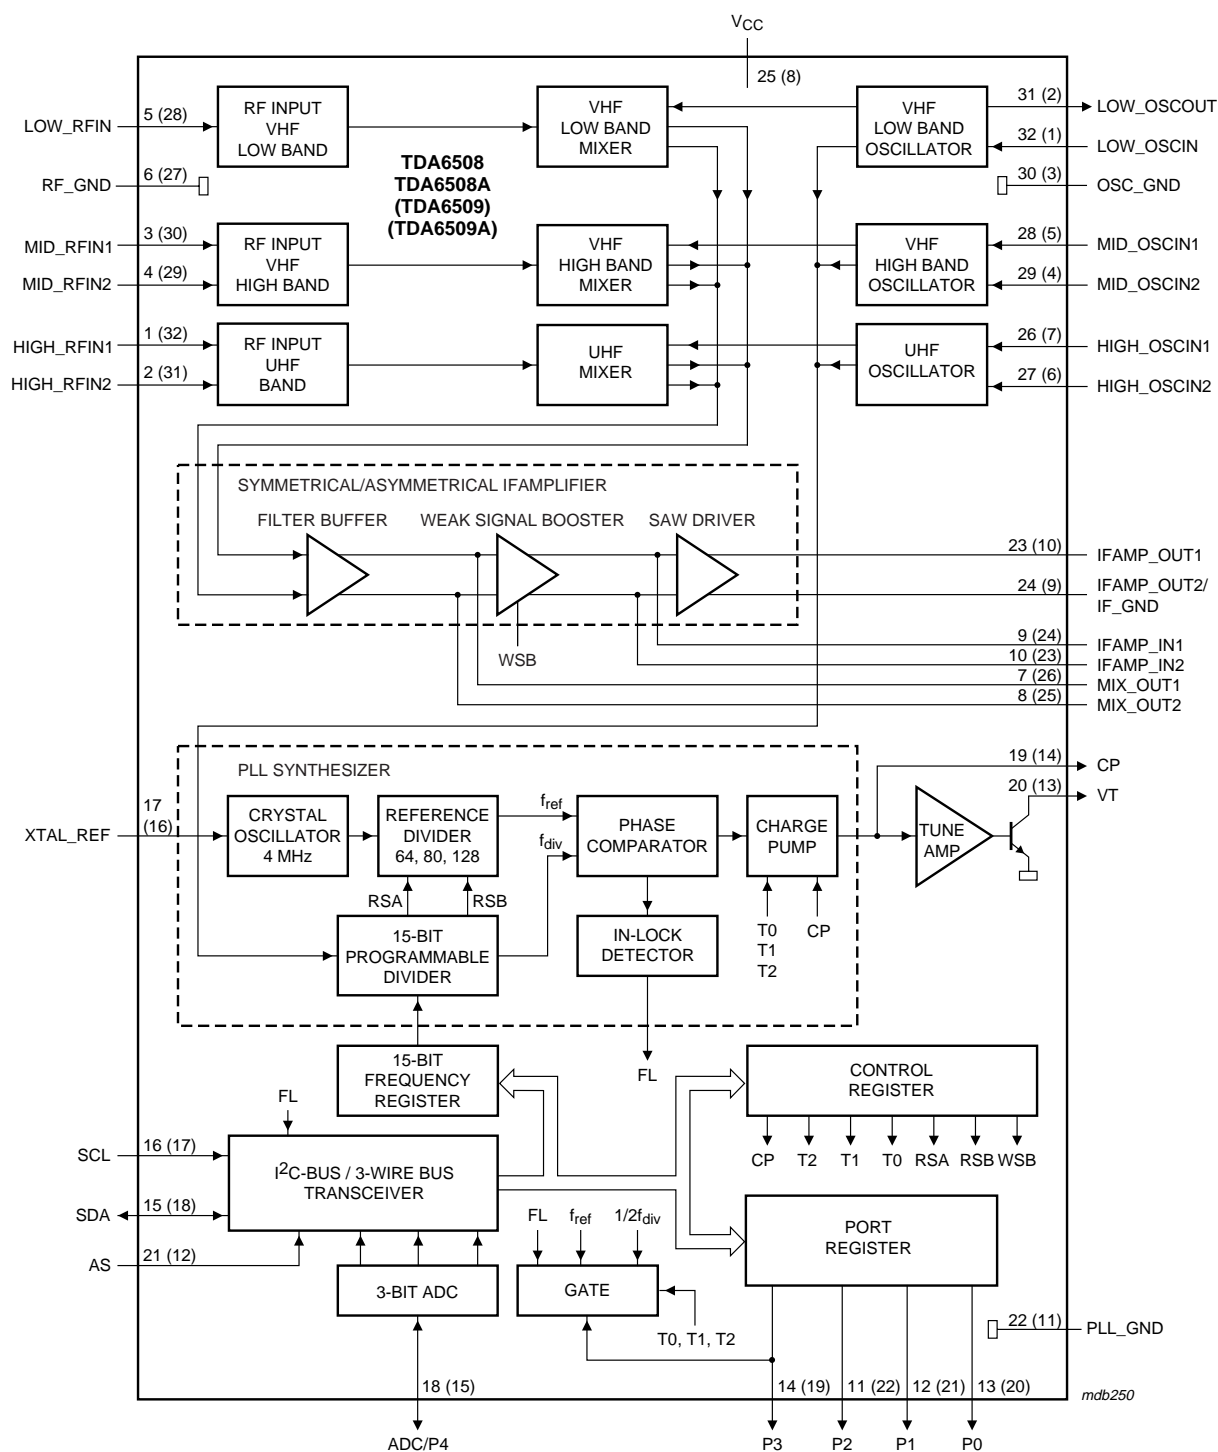 VCC
25 (8)
LOW_RFIN
5 (28)
RF INPUT
VHF
LOW BAND
VHF
LOW BAND
MIXER
VHF
LOW BAND
OSCILLATOR
31 (2)
LOW_OSCOUT
32 (1)
LOW_OSCIN
RF_GND
6 (27)
TDA6508
TDA6508A
(TDA6509)
(TDA6509A)
30 (3)
OSC_GND
MID_RFIN1
3 (30)
MID_RFIN2
4 (29)
RF INPUT
VHF
HIGH BAND
VHF
HIGH BAND
MIXER
VHF
HIGH BAND
OSCILLATOR
28 (5)
MID_OSCIN1
29 (4)
MID_OSCIN2
HIGH_RFIN1
1 (32)
HIGH_RFIN2
2 (31)
RF INPUT
UHF
BAND
UHF
MIXER
UHF
OSCILLATOR
26 (7)
HIGH_OSCIN1
27 (6)
HIGH_OSCIN2
SYMMETRICAL/ASYMMETRICAL IFAMPLIFIER
FILTER BUFFER
WEAK SIGNAL BOOSTER
SAW DRIVER
WSB
23 (10)
IFAMP_OUT1
24 (9)
IFAMP_OUT2/
IF_GND
9 (24)
IFAMP_IN1
10 (23)
IFAMP_IN2
7 (26)
MIX_OUT1
8 (25)
MIX_OUT2
PLL SYNTHESIZER
17
(16)
XTAL_REF
CRYSTAL
OSCILLATOR
4 MHz
REFERENCE
DIVIDER
64, 80, 128
fref
fdiv
PHASE
COMPARATOR
CHARGE
PUMP
TUNE
AMP
19 (14)
CP
20 (13)
VT
RSA
RSB
15-BIT
PROGRAMMABLE
DIVIDER
IN-LOCK
DETECTOR
T0
T1
T2
CP
FL
15-BIT
FREQUENCY
REGISTER
CONTROL
REGISTER
CP
T2
T1
T0
RSA
RSB
WSB
FL
SCL
16 (17)
SDA
15 (18)
AS
21 (12)
I2C-BUS / 3-WIRE BUS
TRANSCEIVER
3-BIT ADC
FL
fref
1/2fdiv
GATE
T0, T1, T2
PORT
REGISTER
22 (11)
PLL_GND
18 (15)
14 (19)
11 (22)
12 (21)
13 (20)
mdb250
ADC/P4
P3
P2
P1
P0